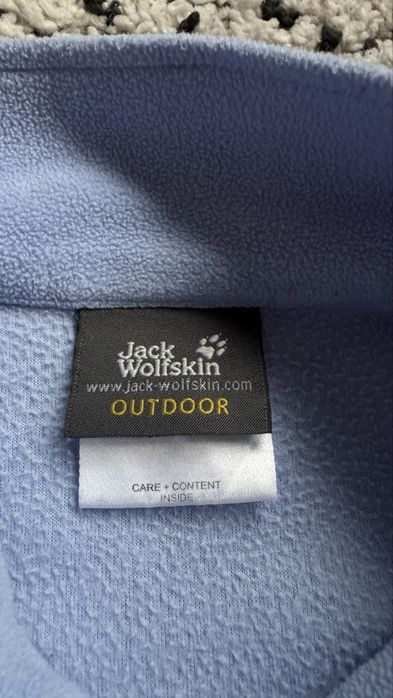 Jack
Wolfskin
www.jack-wolfskin.com
OUTDOOR
CARE + CONTENT
INSIDE